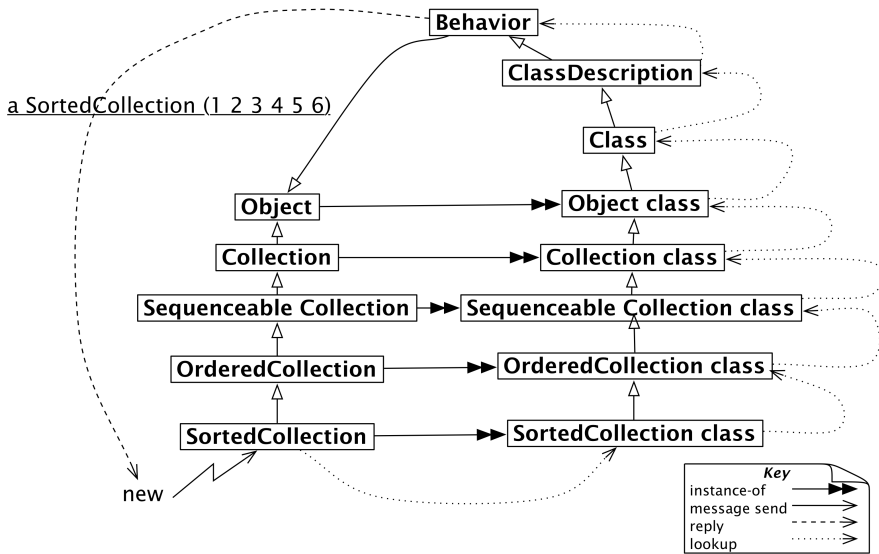 Behavior
ClassDescription
a SortedCollection (1 2 3 4 5 6)
Class
Object
Object class
Collection
Collection class
Sequenceable Collection
Sequenceable Collection class
OrderedCollection
OrderedCollection class
SortedCollection
SortedCollection class
new
Key
instance-of
message send
reply
lookup